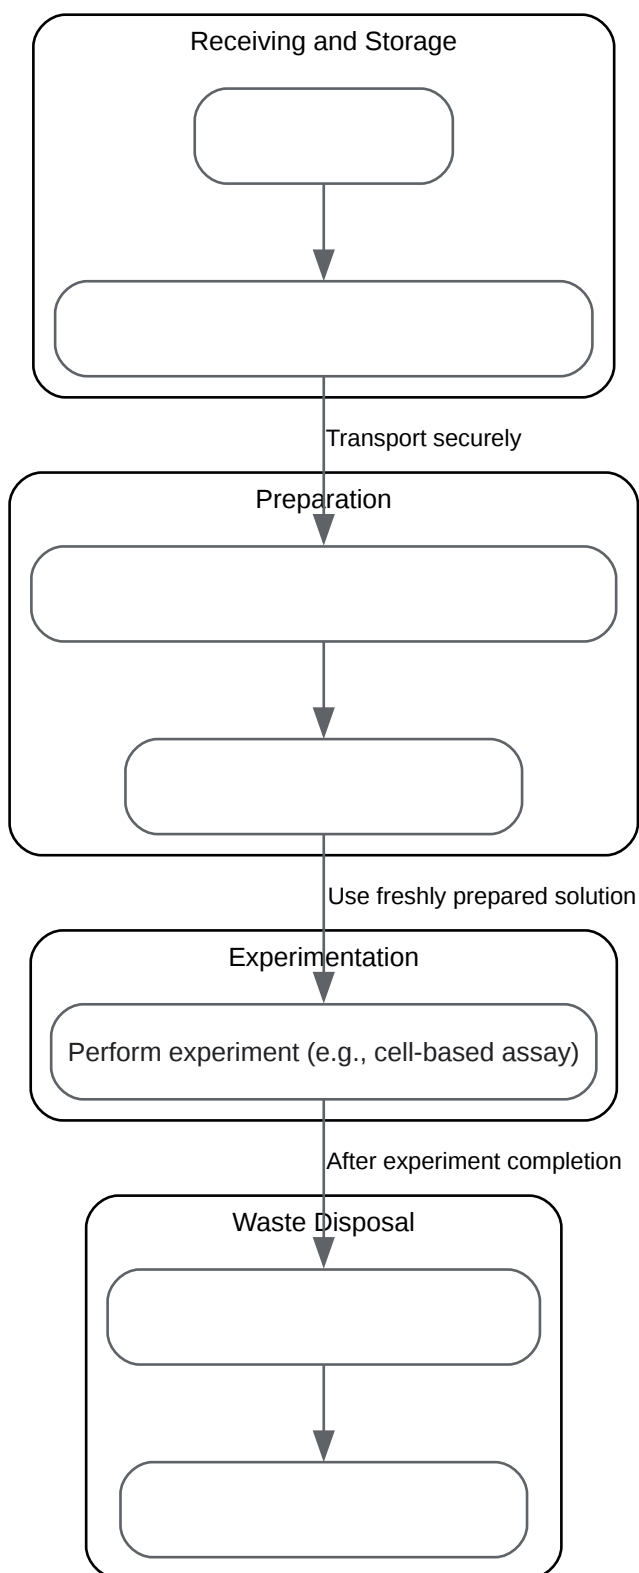 Receiving and Storage
Transport securely
Preparation
Use freshly prepared solution
Experimentation
Perform experiment (e.g., cell-based assay)
After experiment completion
Waste Disposal